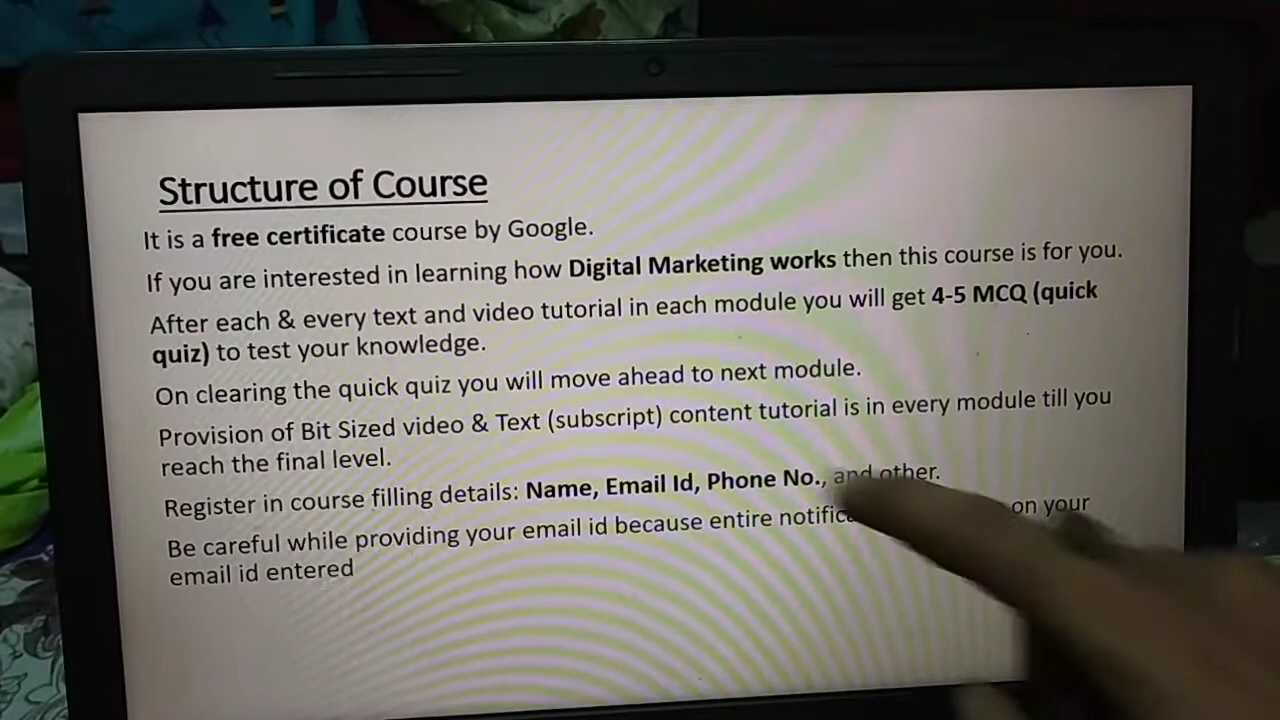 Structure of Course
It is a free certificate course by Google.
If you are interested in learning how Digital Marketing works then this course is for you.
After each & every text and video tutorial in each module you will get 4-5 MCQ (quick
quiz) to test your knowledge.
On clearing the quick quiz you will move ahead to next module.
Provision of Bit Sized video & Text (subscript) content tutorial is in every module till you
reach the final level.
Register in course filling details: Name, Email Id, Phone No., and other.
Be careful while providing your email id because entire on your
email id entered